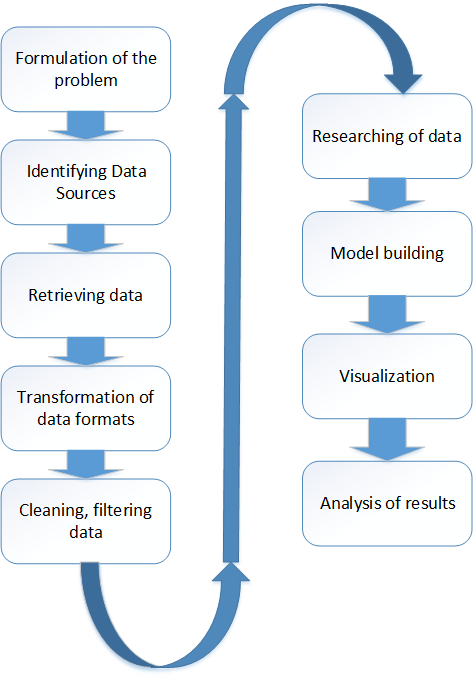 Formulation of the
problem
Identifying Data
Sources
Retrieving data
Transformation of
data formats
Cleaning, filtering
data
Researching of data
Model building
Visualization
Analysis of results